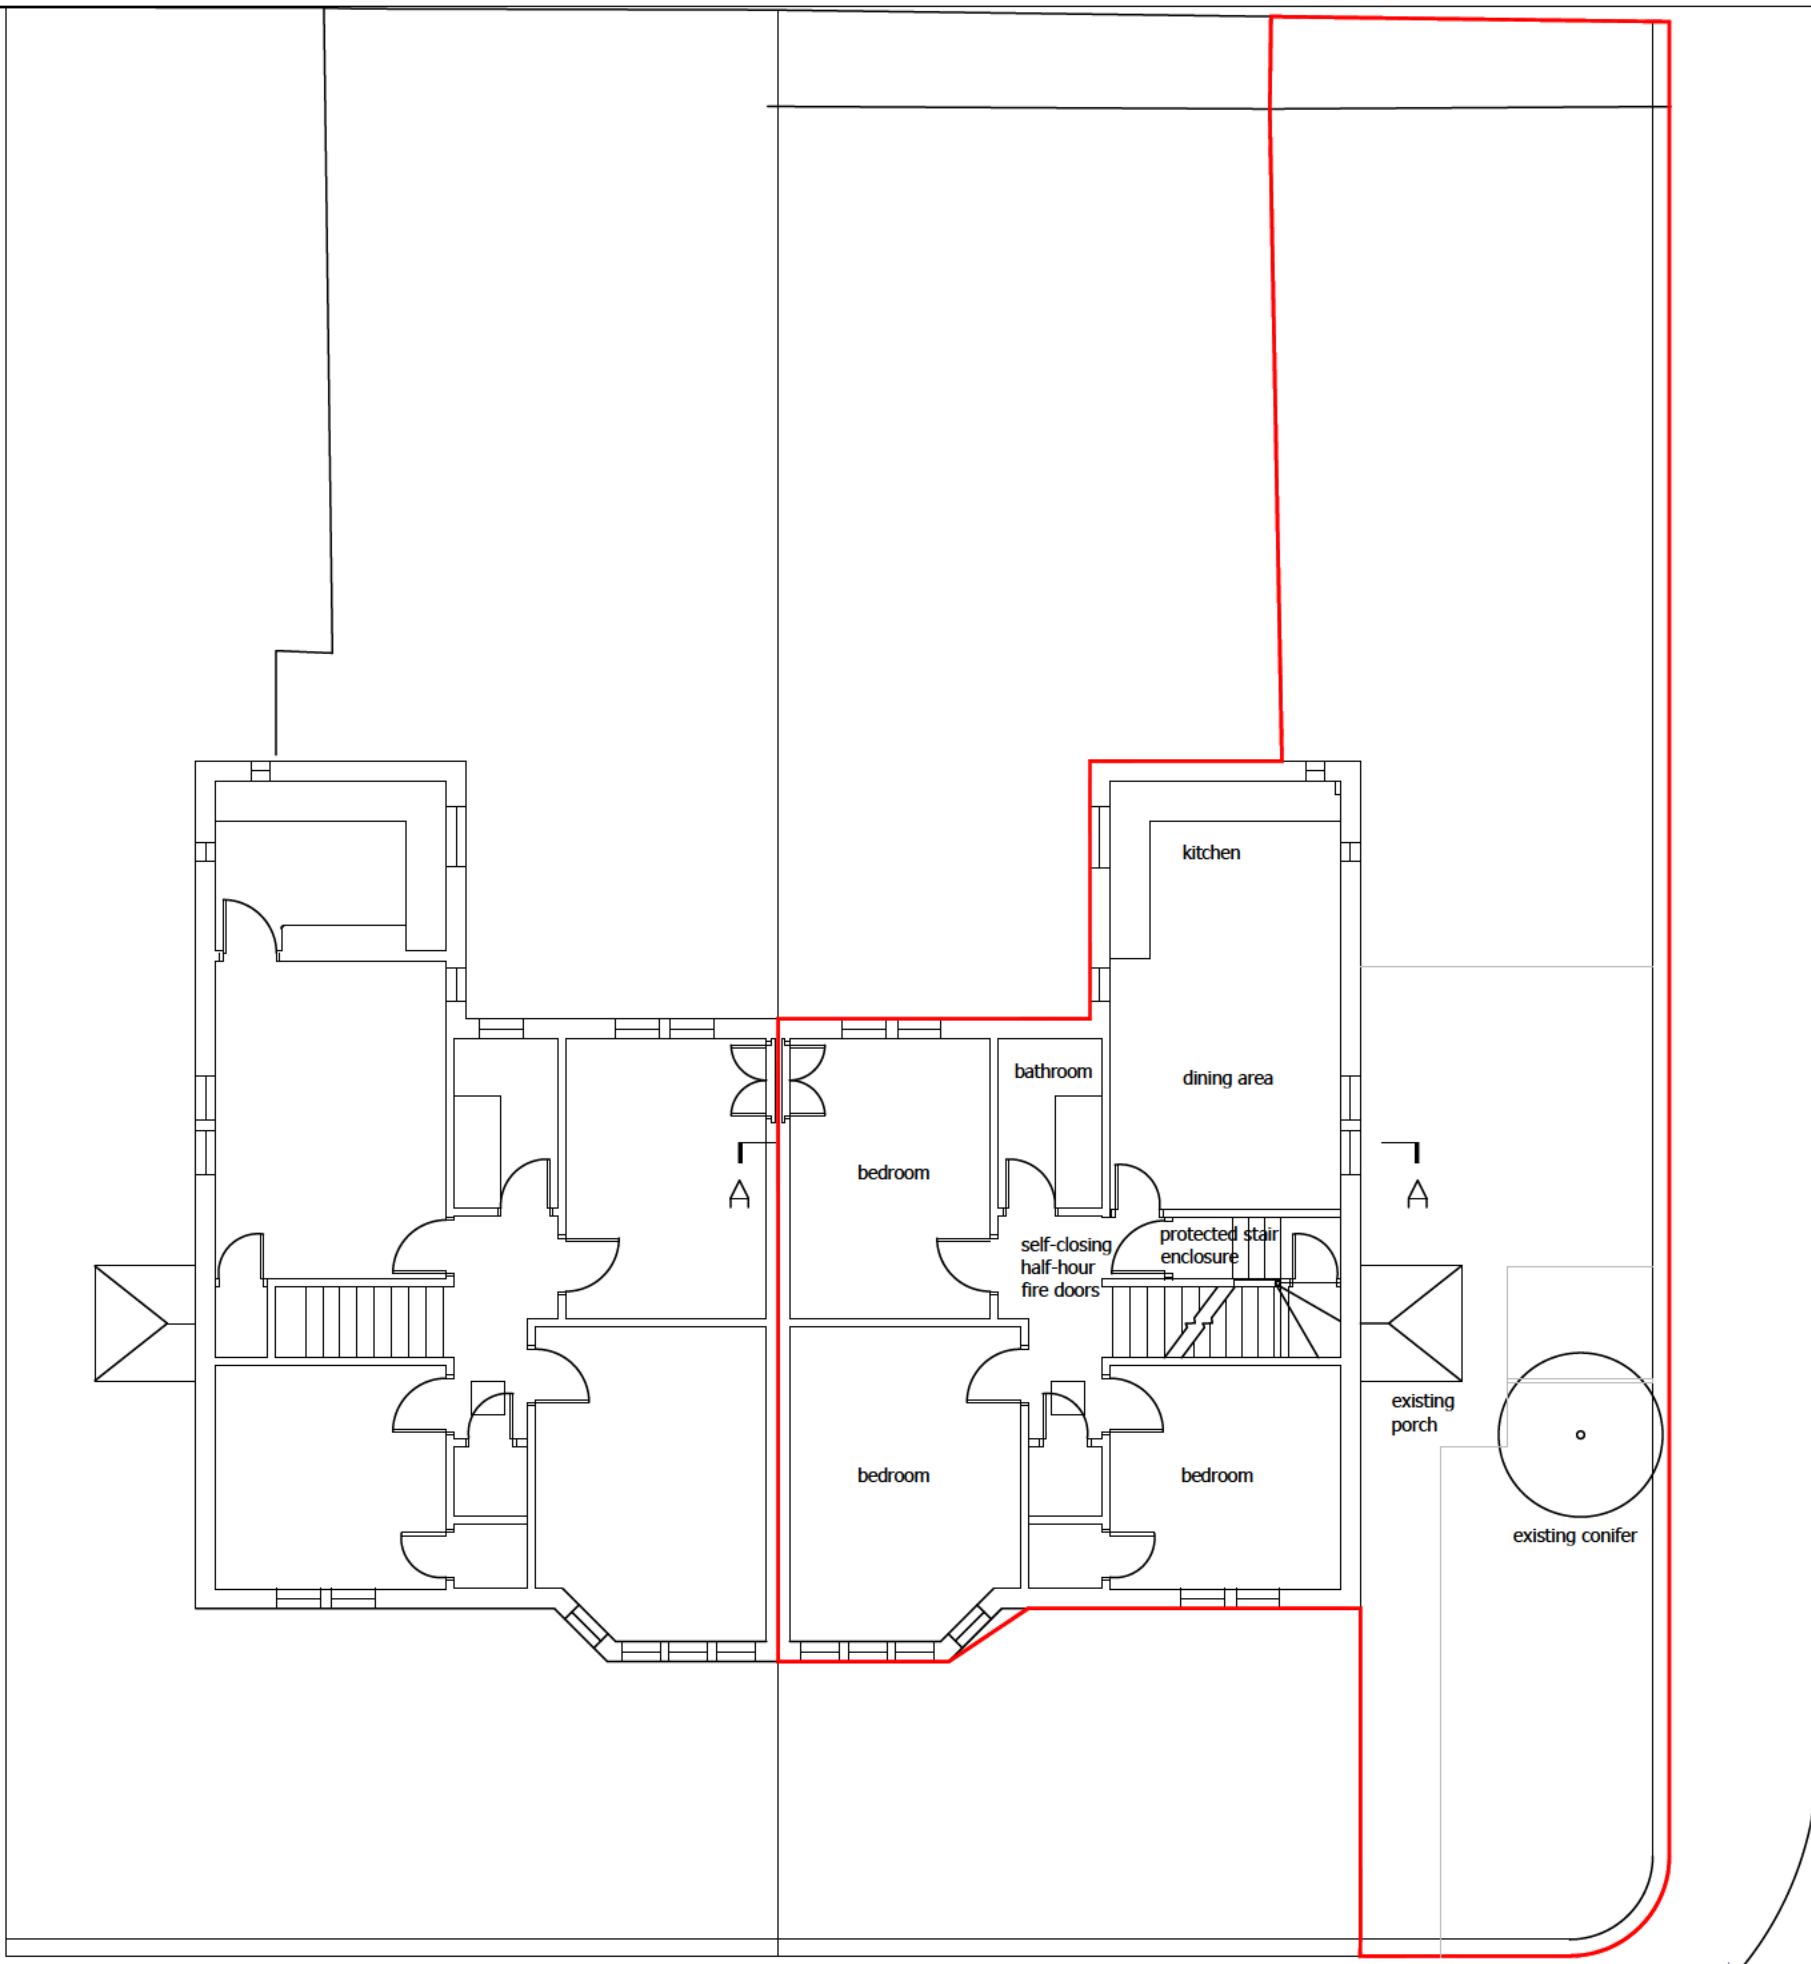 kitchen
bathroom
dining area
bedroom
A
A
self-closing
half-hour
fire doors
protected stair
enclosure
existing
porch
bedroom
bedroom
existing conifer